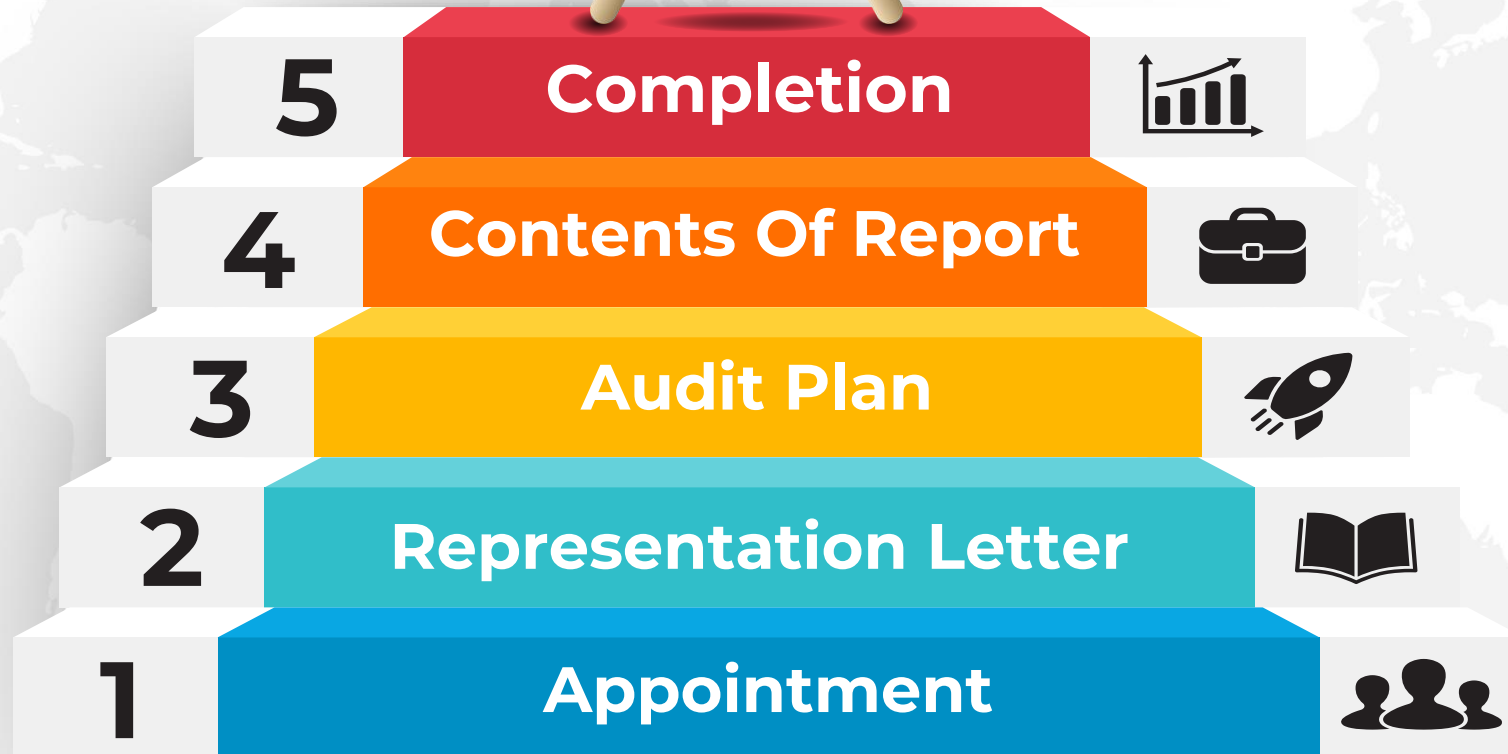 5 Completion
4 Contents Of Report
3 Audit Plan
2 Representation Letter
1 Appointment